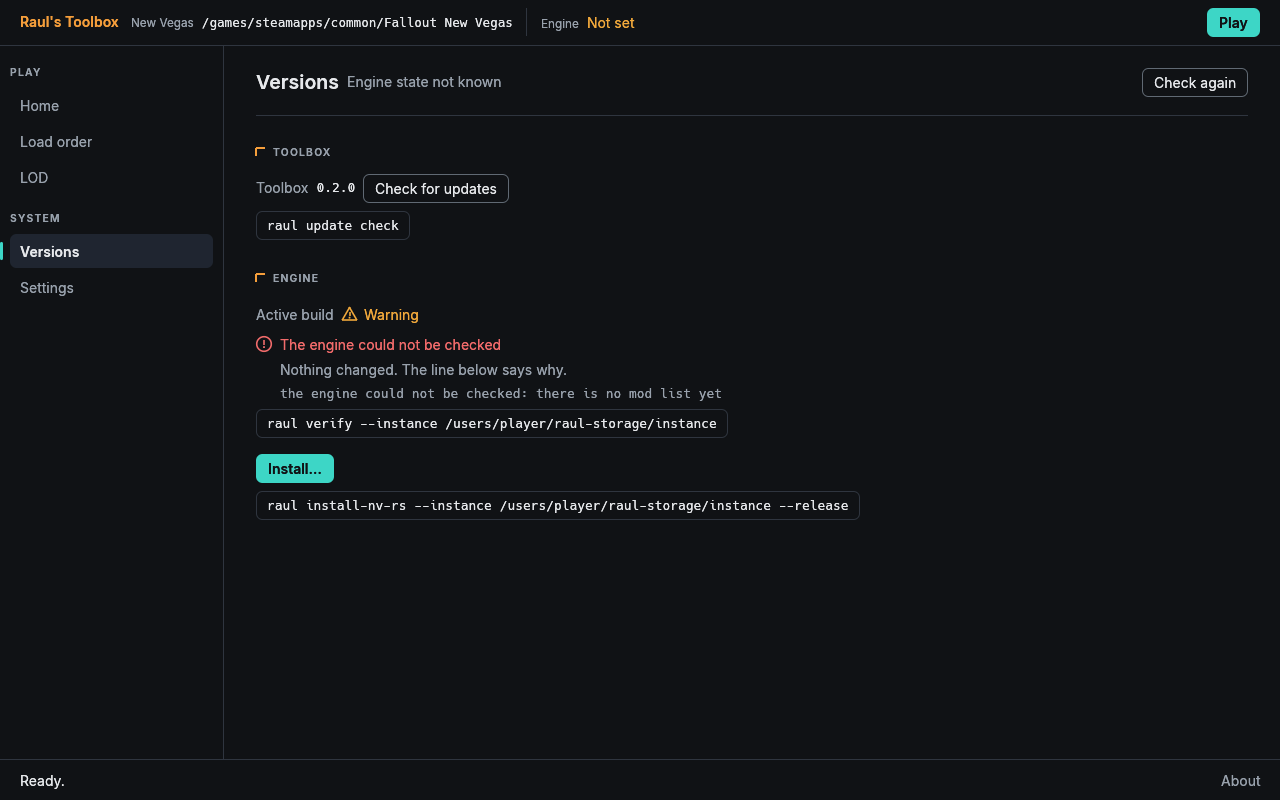 Raul's Toolbox New Vegas /games/steamapps/common/Fallout New Vegas Engine Not set Play
PLAY
Home
Load order
LOD
SYSTEM
Versions
Settings
Versions Engine state not known Check again
TOOLBOX
Toolbox 0.2.0 Check for updates
raul update check
ENGINE
Active build Warning
The engine could not be checked
Nothing changed. The line below says why.
the engine could not be checked: there is no mod list yet
raul verify --instance /users/player/raul-storage/instance
Install...
raul install-nv-rs --instance /users/player/raul-storage/instance --release
Ready. About